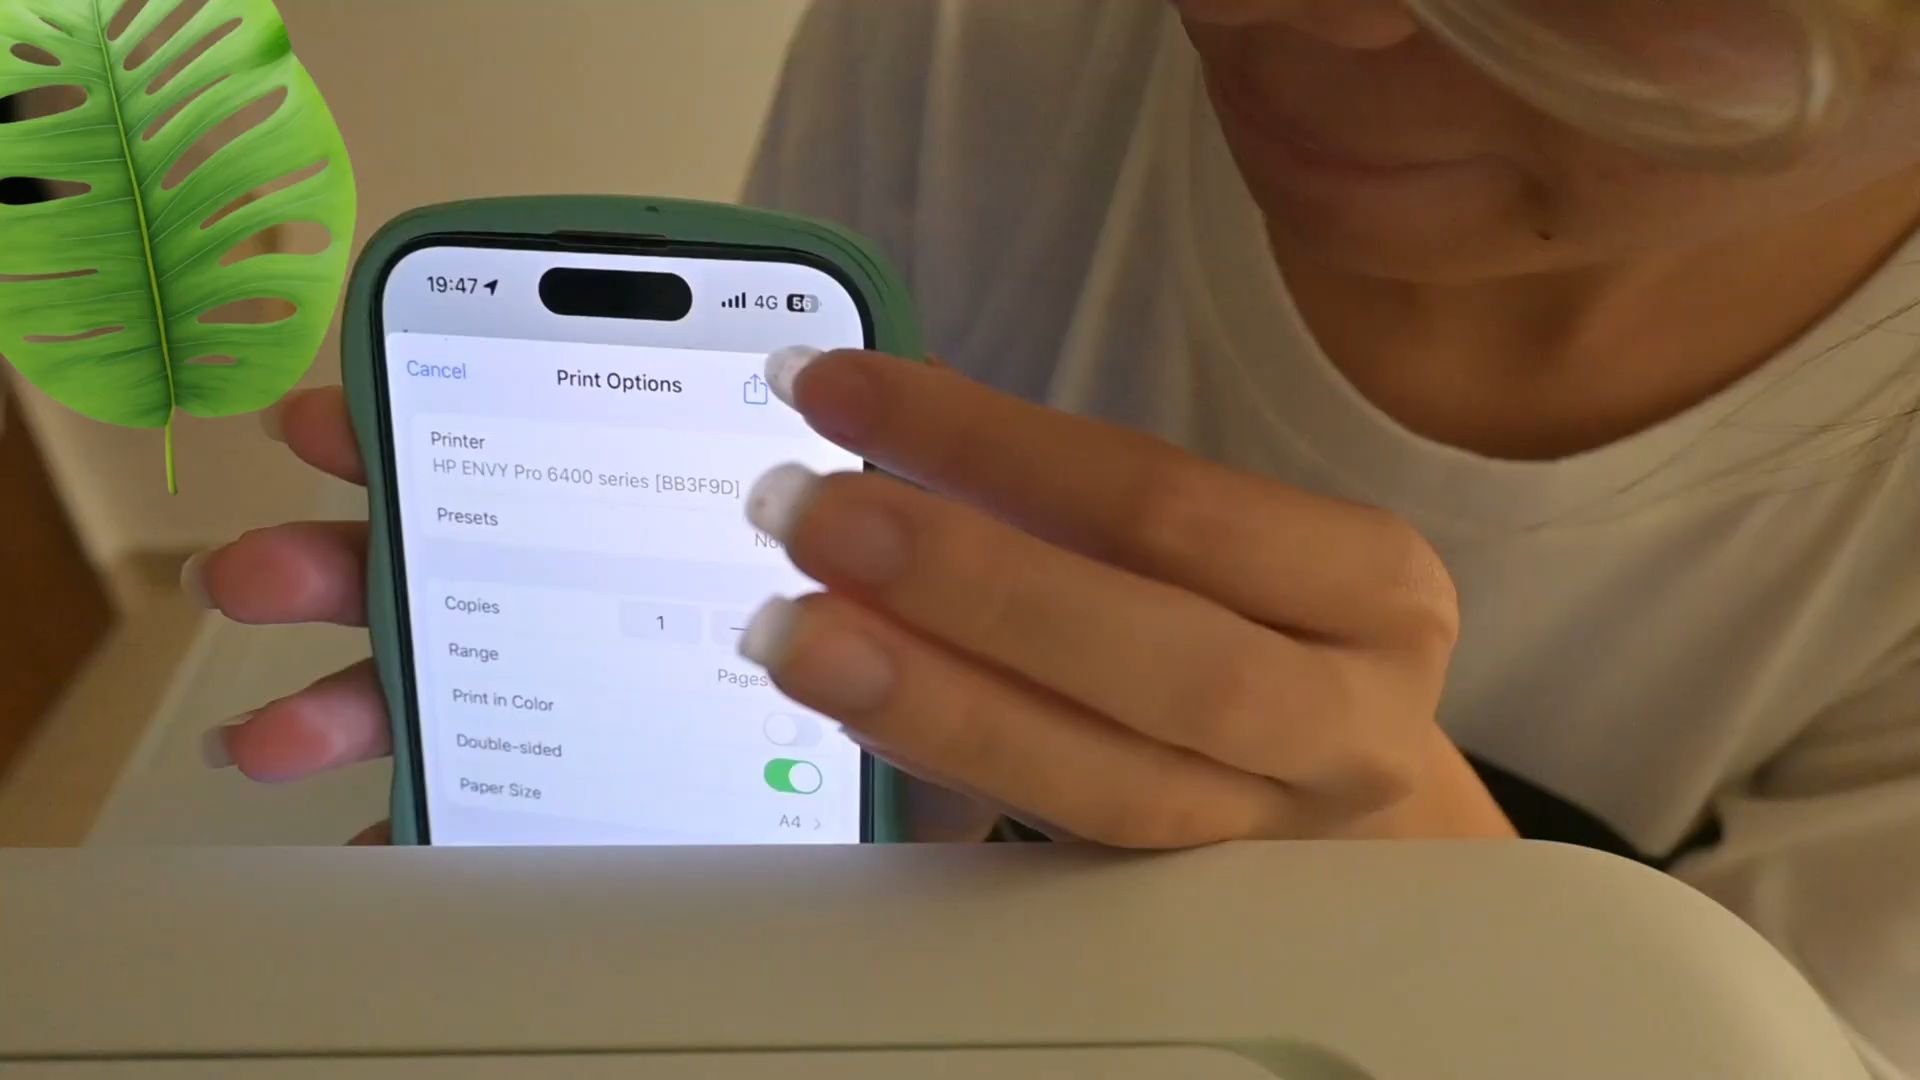 19:47 4G 56
Cancel Print Options
Printer
HP ENVY Pro 6400 series [BB3F9D]
Presets
Copies 1
Range
Pages
Print in Color
Double-sided
Paper Size
A4